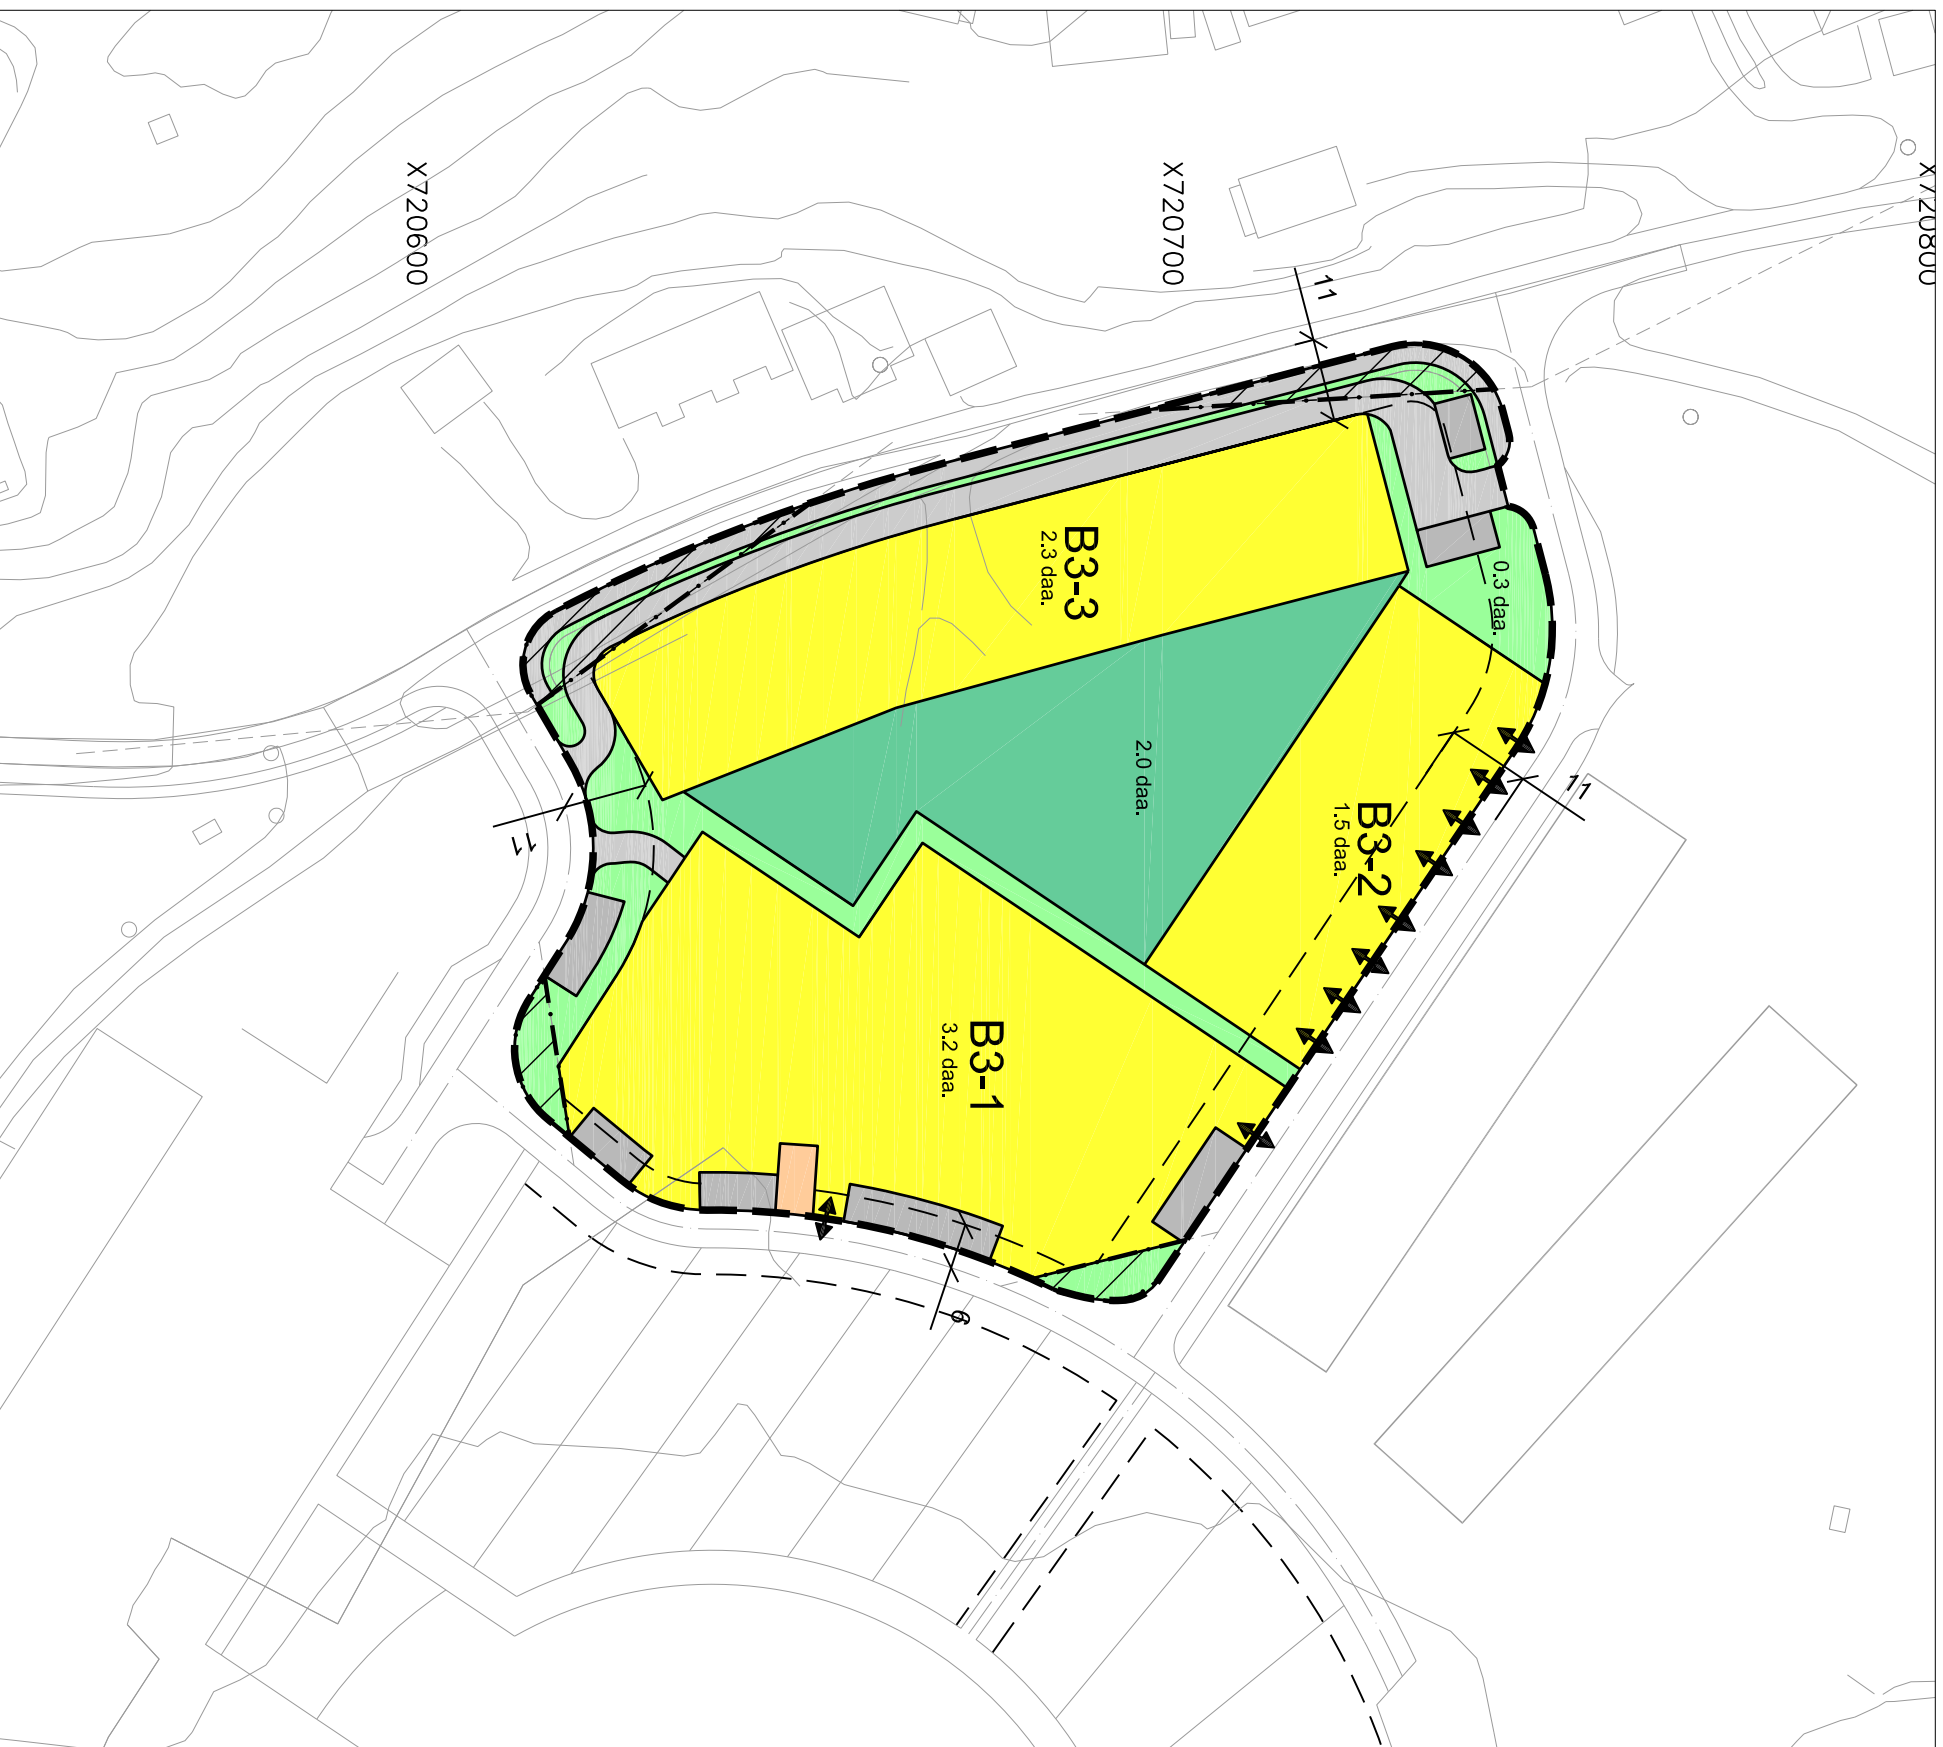 X720600
X720700
X720800
11
B3-3
2.3 daa.
0.3 daa.
2.0 daa.
11
B3-2
1.5 daa.
11
B3-1
3.2 daa.
6